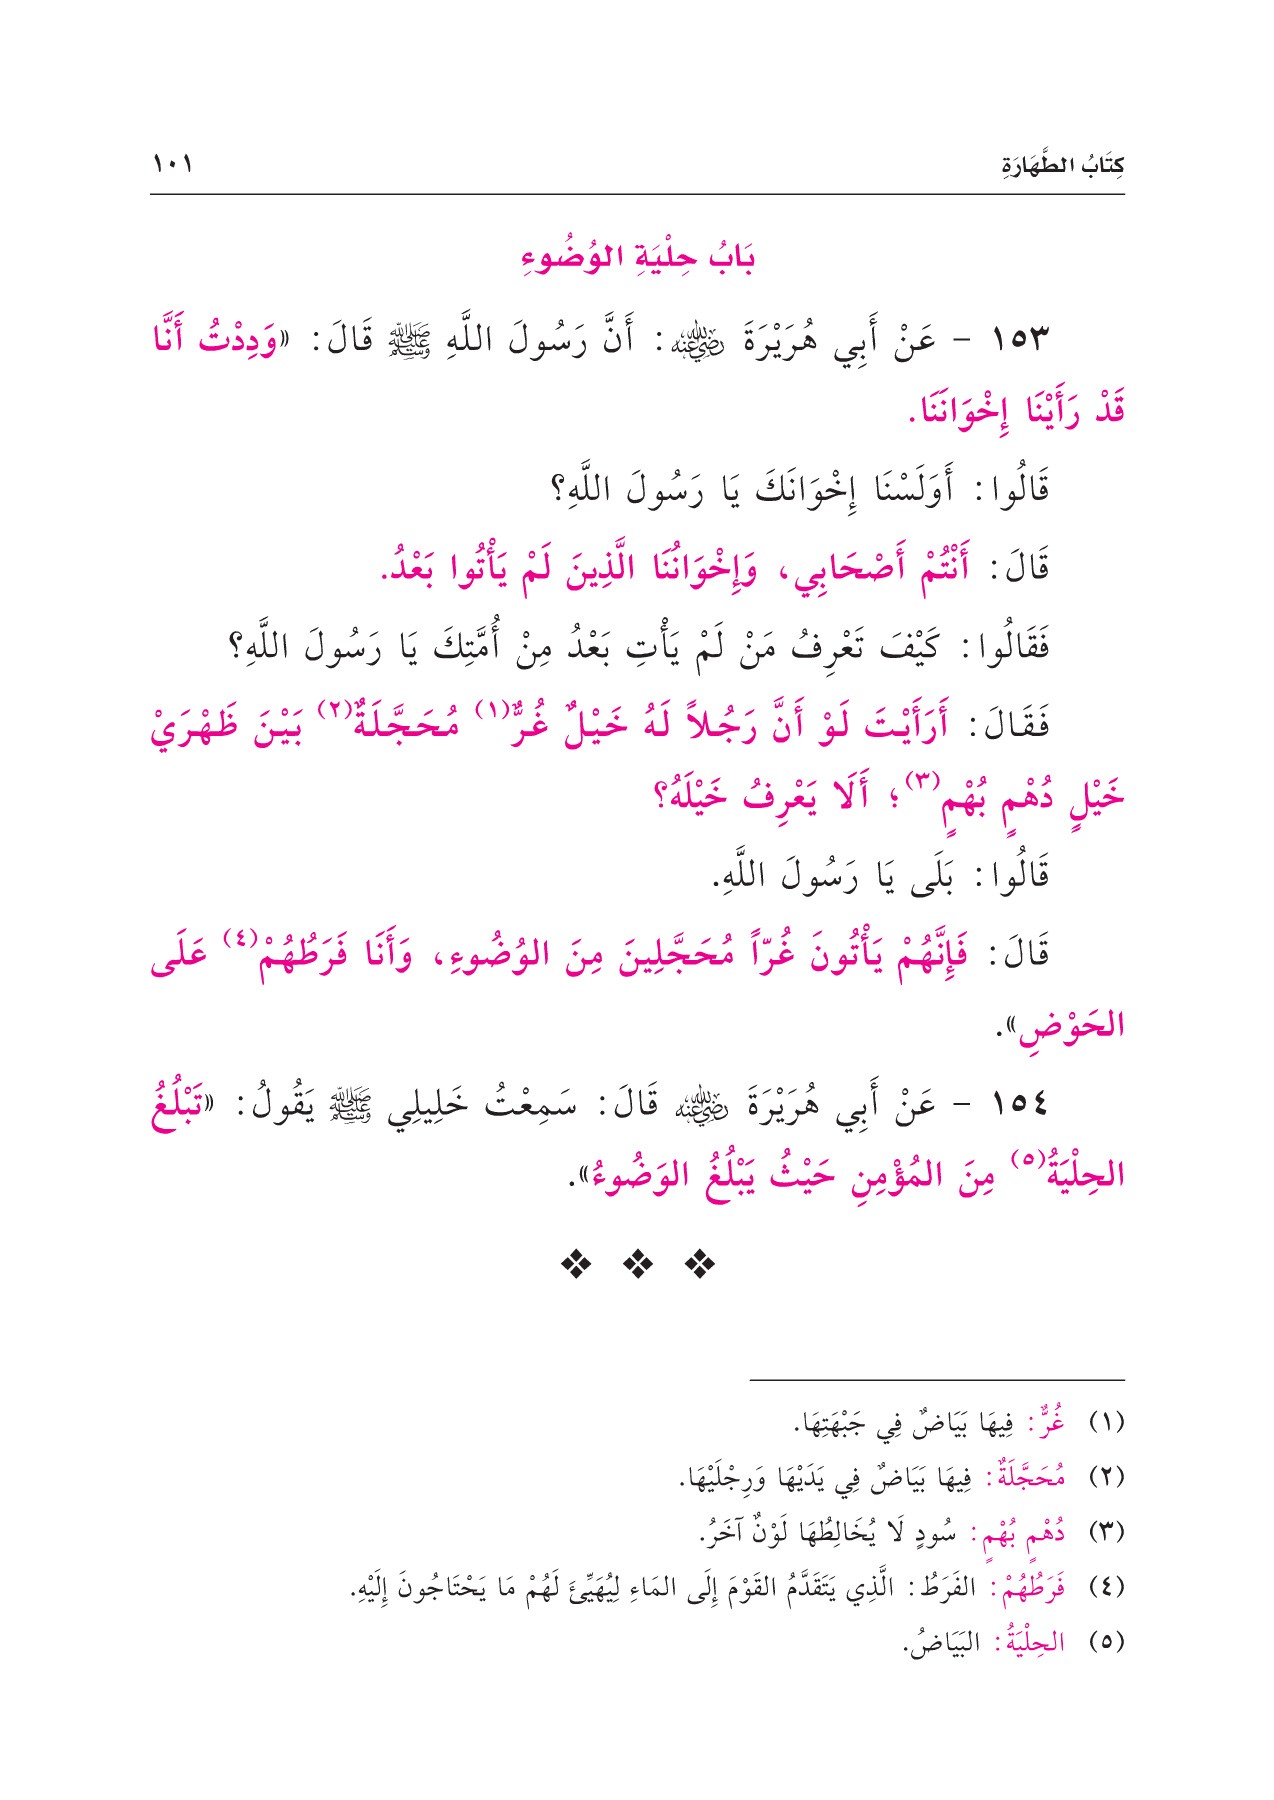 كِتَابُ الطَّهَارَةِ ١٠١
بَابُ حِلْيَةِ الوُضُوءِ
١٥٣ - عَنْ أَبِي هُرَيْرَةَ رضي الله عنه: أَنَّ رَسُولَ اللَّهِ ﷺ قَالَ: «وَدِدْتُ أَنَّا
قَدْ رَأَيْنَا إِخْوَانَنَا.
قَالُوا: أَوَلَسْنَا إِخْوَانَكَ يَا رَسُولَ اللَّهِ؟
قَالَ: أَنْتُمْ أَصْحَابِي، وَإِخْوَانُنَا الَّذِينَ لَمْ يَأْتُوا بَعْدُ.
فَقَالُوا: كَيْفَ تَعْرِفُ مَنْ لَمْ يَأْتِ بَعْدُ مِنْ أُمَّتِكَ يَا رَسُولَ اللَّهِ؟
فَقَالَ: أَرَأَيْتَ لَوْ أَنَّ رَجُلاً لَهُ خَيْلٌ غُرٌّ(١) مُحَجَّلَةٌ(٢) بَيْنَ ظَهْرَيْ
خَيْلٍ دُهْمٍ بُهْمٍ(٣)؛ أَلَا يَعْرِفُ خَيْلَهُ؟
قَالُوا: بَلَى يَا رَسُولَ اللَّهِ.
قَالَ: فَإِنَّهُمْ يَأْتُونَ غُرّاً مُحَجَّلِينَ مِنَ الوُضُوءِ، وَأَنَا فَرَطُهُمْ(٤) عَلَى
الحَوْضِ».
١٥٤ - عَنْ أَبِي هُرَيْرَةَ رضي الله عنه قَالَ: سَمِعْتُ خَلِيلِي ﷺ يَقُولُ: «تَبْلُغُ
الحِلْيَةُ(٥) مِنَ المُؤْمِنِ حَيْثُ يَبْلُغُ الوَضُوءُ».
(١) غُرٌّ: فِيهَا بَيَاضٌ فِي جَبْهَتِهَا.
(٢) مُحَجَّلَةٌ: فِيهَا بَيَاضٌ فِي يَدَيْهَا وَرِجْلَيْهَا.
(٣) دُهْمٍ بُهْمٍ: سُودٍ لَا يُخَالِطُهَا لَوْنٌ آخَرُ.
(٤) فَرَطُهُمْ: الفَرَطُ: الَّذِي يَتَقَدَّمُ القَوْمَ إِلَى المَاءِ لِيُهَيِّئَ لَهُمْ مَا يَحْتَاجُونَ إِلَيْهِ.
(٥) الحِلْيَةُ: البَيَاضُ.